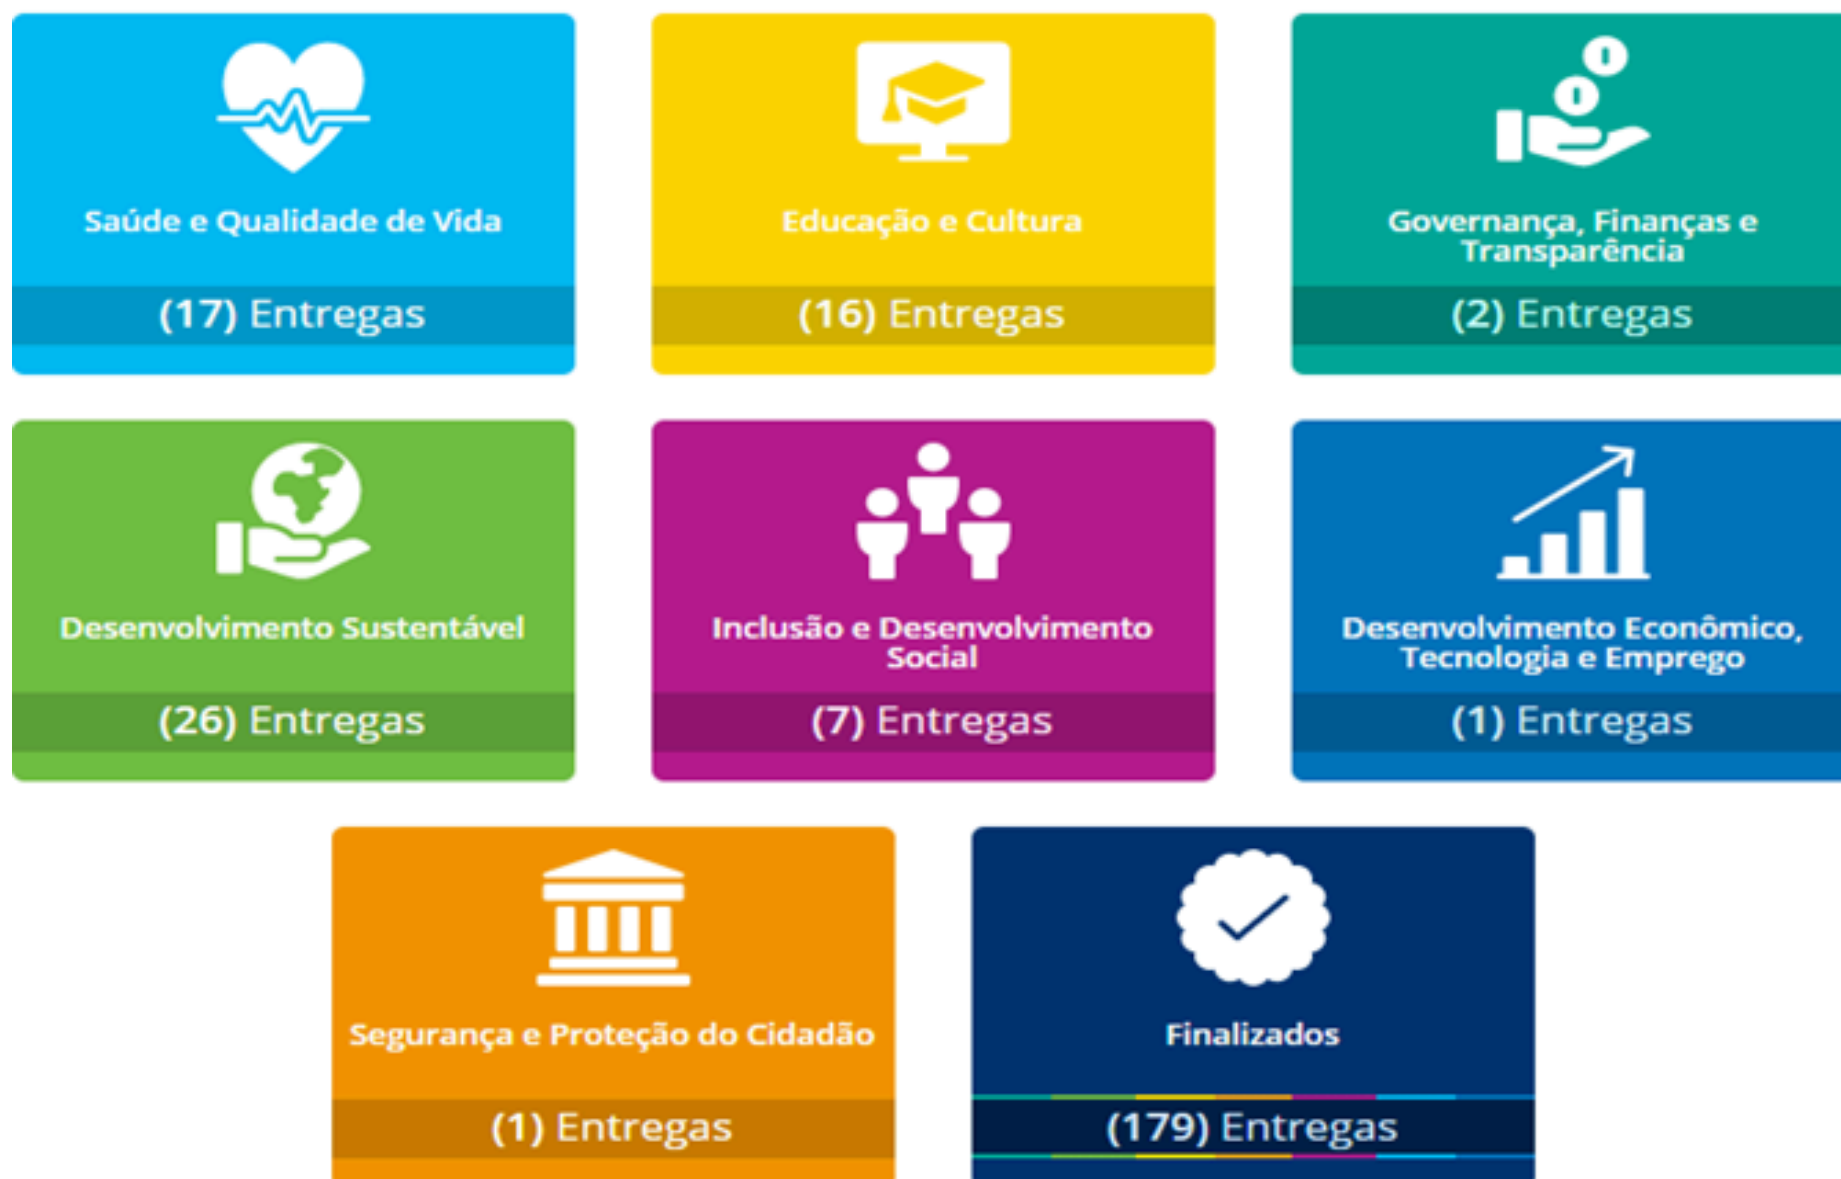 Saúde e Qualidade de Vida
(17) Entregas
Educação e Cultura
(16) Entregas
Governança, Finanças e
Transparência
(2) Entregas
Desenvolvimento Sustentável
(26) Entregas
Inclusão e Desenvolvimento
Social
(7) Entregas
Desenvolvimento Econômico,
Tecnologia e Emprego
(1) Entregas
Segurança e Proteção do Cidadão
(1) Entregas
Finalizados
(179) Entregas